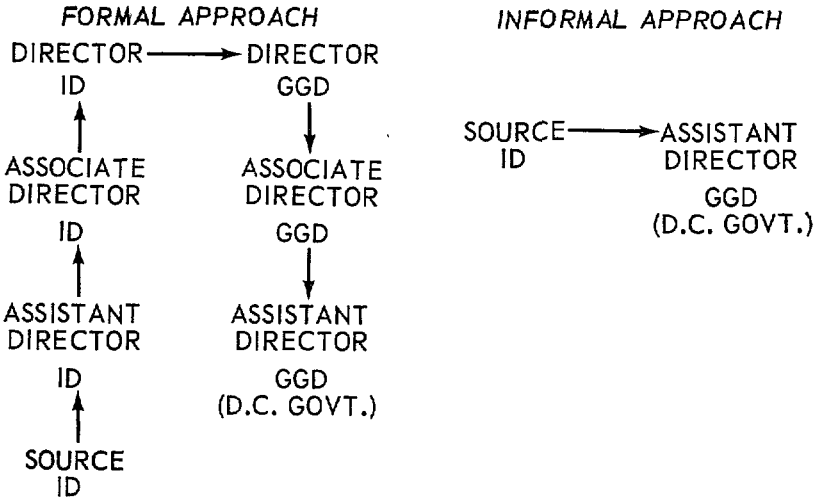 FORMAL APPROACH
DIRECTOR
ID
ASSOCIATE
DIRECTOR
ID
ASSISTANT
DIRECTOR
ID
SOURCE
ID
DIRECTOR
GGD
ASSOCIATE
DIRECTOR
GGD
ASSISTANT
DIRECTOR
GGD
(D.C. GOVT.)
INFORMAL APPROACH
SOURCE
ID
ASSISTANT
DIRECTOR
GGD
(D.C. GOVT.)